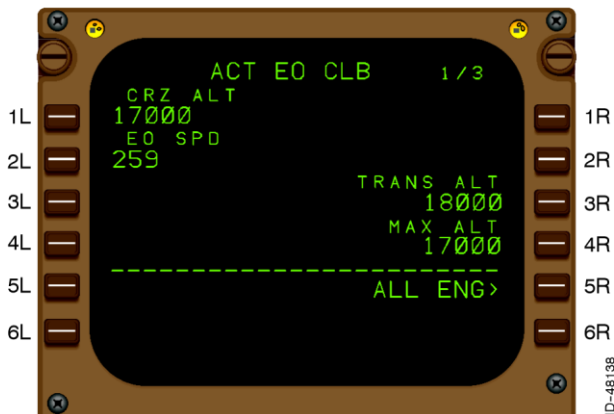 ACT EO CLB 1/3
CRZ ALT
1L 17000 1R
EO SPD
2L 259 2R
TRANS ALT
3L 18000 3R
MAX ALT
4L 17000 4R
------------------------
5L ALL ENG> 5R
6L 6R
D-48138